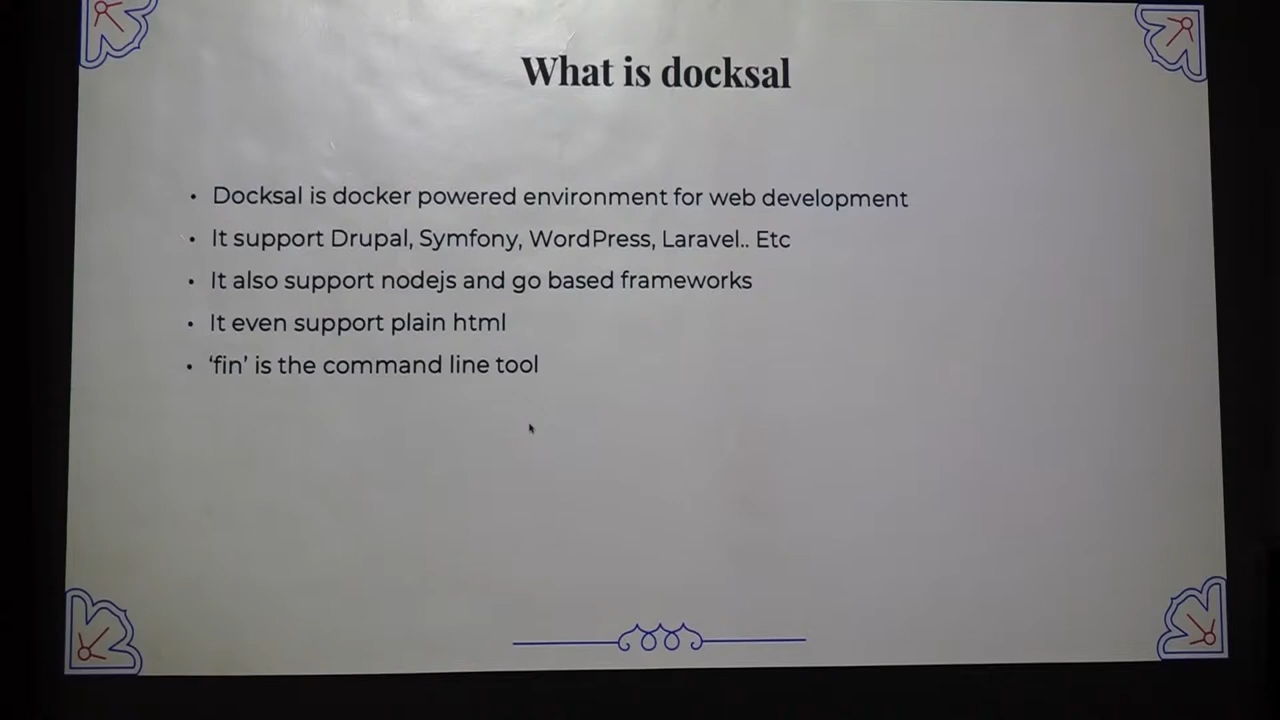 What is docksal
• Docksal is docker powered environment for web development
• It support Drupal, Symfony, WordPress, Laravel.. Etc
• It also support nodejs and go based frameworks
• It even support plain html
• ‘fin’ is the command line tool